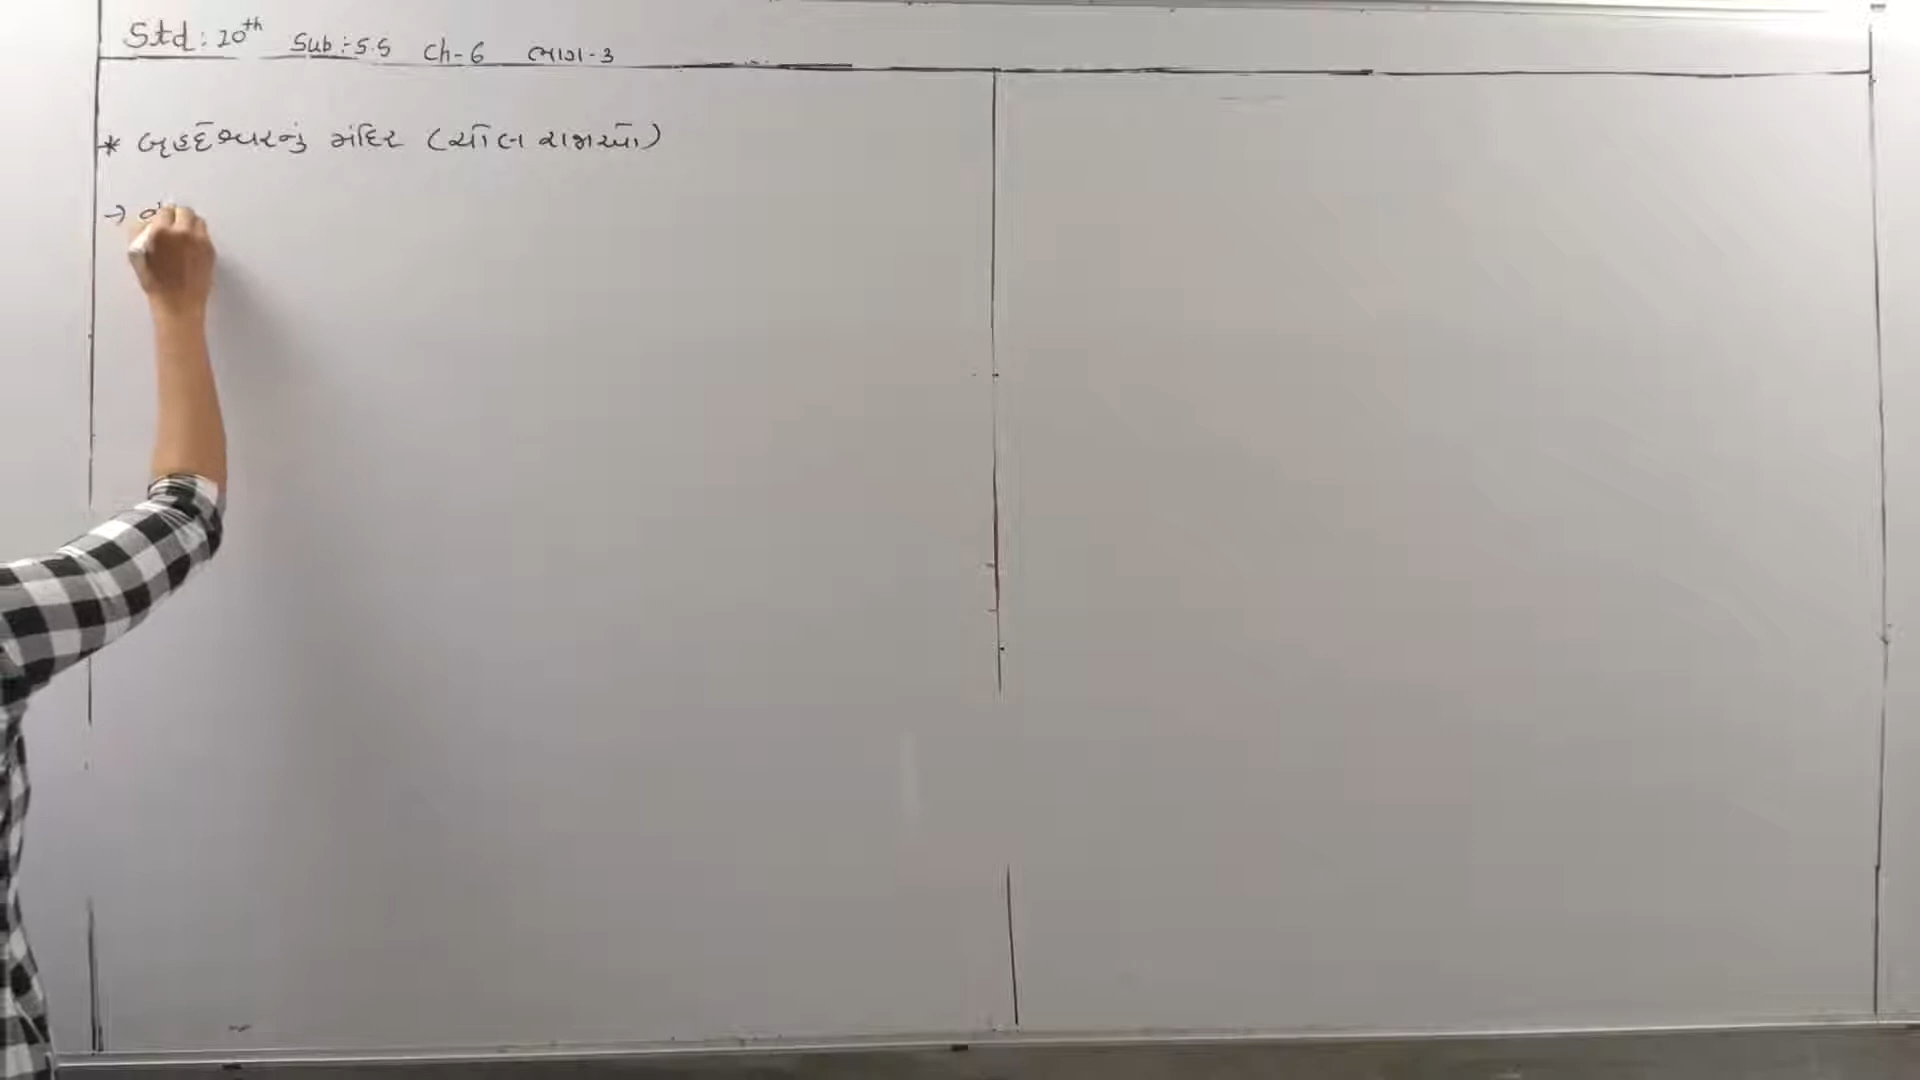 Std: 10th Sub:- S.S Ch-6 ભાગ-3
* બૃહદેશ્વરનું મંદિર (ચૉલ રાજ્યો)
→